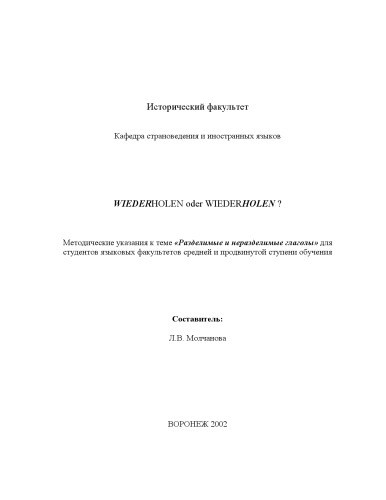 Исторический факультет
Кафедра страноведения и иностранных языков
WIEDERHOLEN oder WIEDERHOLEN ?
Методические указания к теме «Разделимые и неразделимые глаголы» для
студентов языковых факультетов средней и продвинутой ступени обучения
Составитель:
Л.В. Молчанова
ВОРОНЕЖ 2002